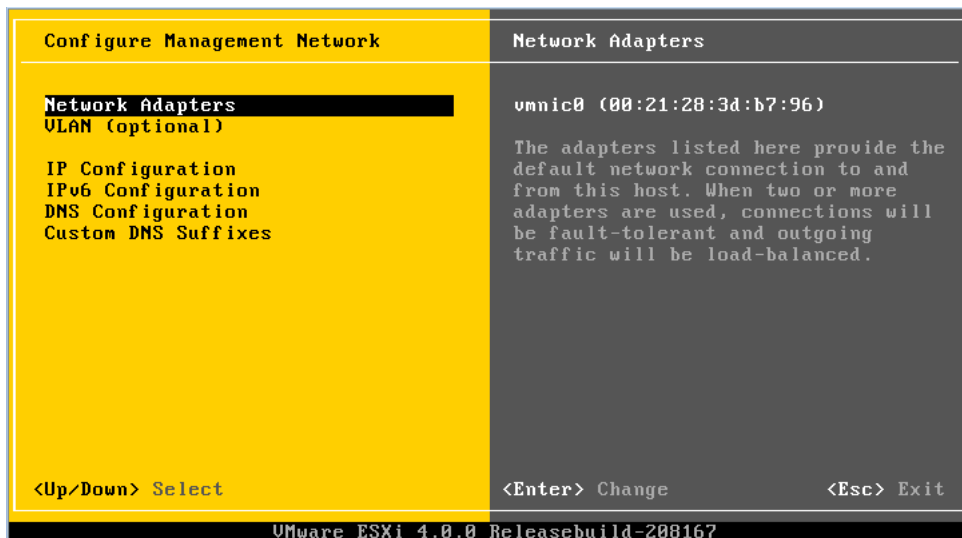 Configure Management Network
Network Adapters
VLAN (optional)
IP Configuration
IPv6 Configuration
DNS Configuration
Custom DNS Suffixes
<Up/Down> Select
Network Adapters
vmnic0 (00:21:28:3d:b7:96)
The adapters listed here provide the
default network connection to and
from this host. When two or more
adapters are used, connections will
be fault-tolerant and outgoing
traffic will be load-balanced.
<Enter> Change
<Esc> Exit
VMware ESXi 4.0.0 Releasebuild-208167